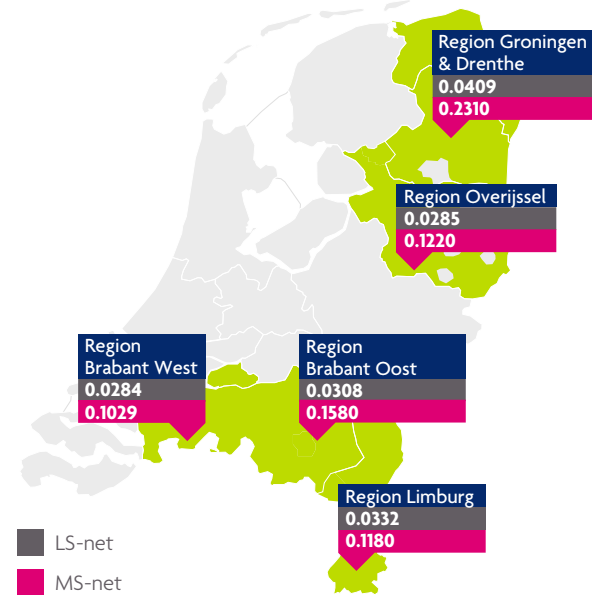 Region Groningen
& Drenthe
0.0409
0.2310
Region Overijssel
0.0285
0.1220
Region
Brabant West
0.0284
0.1029
Region
Brabant Oost
0.0308
0.1580
Region Limburg
0.0332
0.1180
LS-net
MS-net